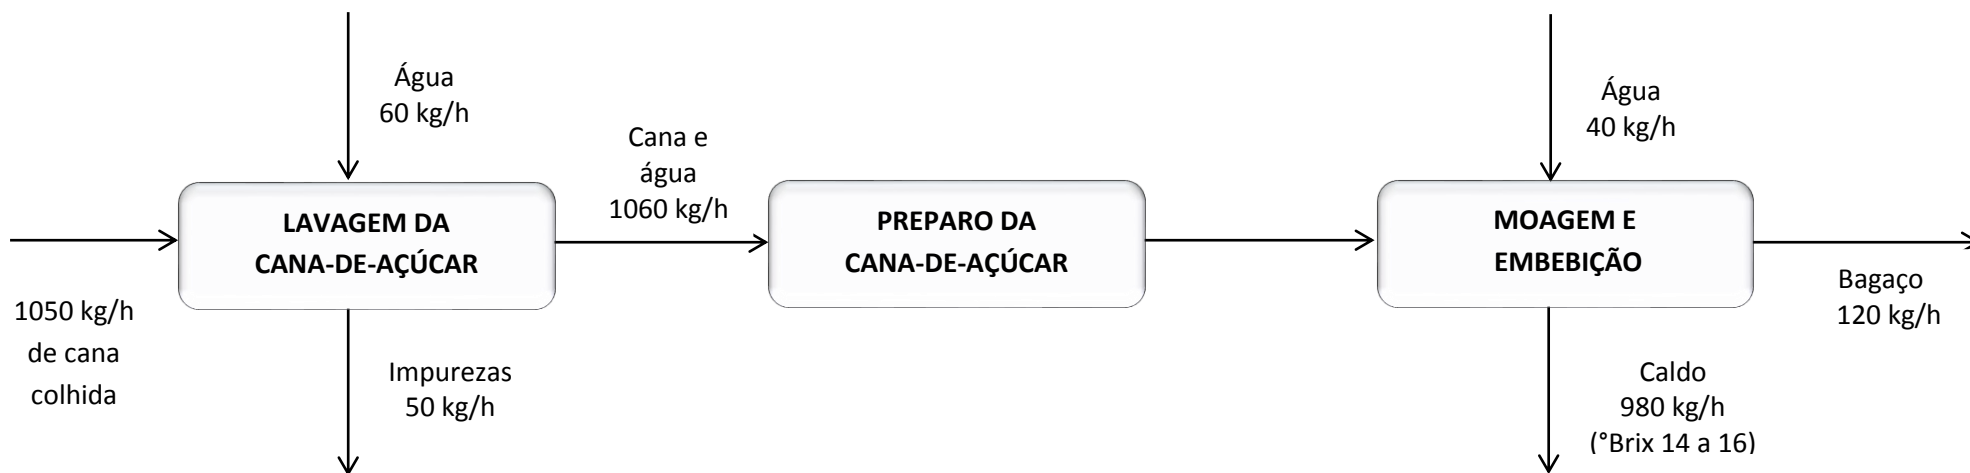 Água
60 kg/h
Água
40 kg/h
Cana e
água
1060 kg/h
LAVAGEM DA
CANA-DE-AÇÚCAR
PREPARO DA
CANA-DE-AÇÚCAR
MOAGEM E
EMBEBIÇÃO
1050 kg/h
de cana
colhida
Impurezas
50 kg/h
Caldo
980 kg/h
(°Brix 14 a 16)
Bagaço
120 kg/h